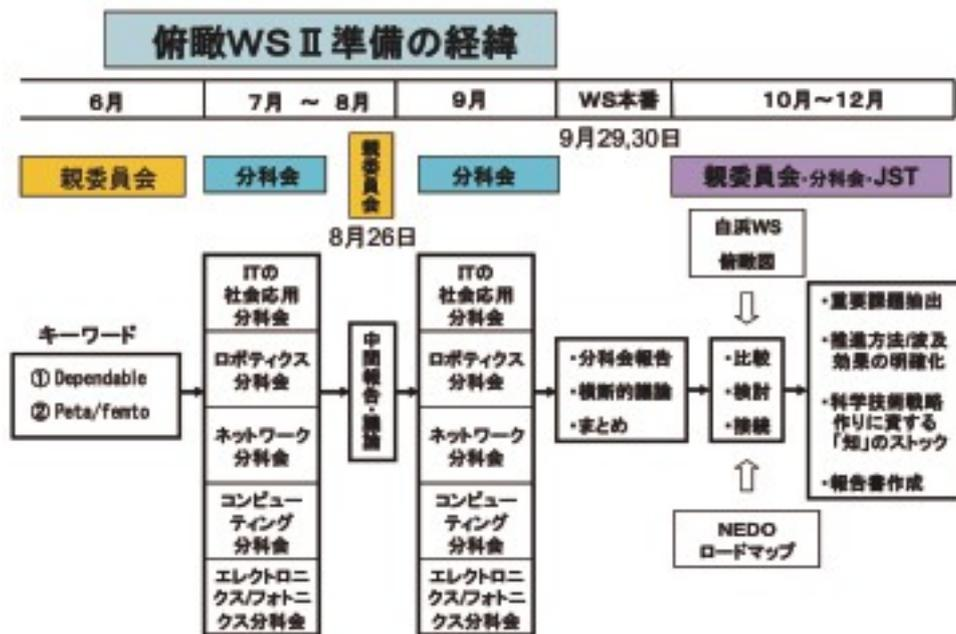 俯瞰WSⅡ準備の経緯
6月
7月 ～ 8月
9月
WS本番
10月～12月
9月29,30日
親委員会
分科会
親委員会
分科会
親委員会・分科会・JST
8月26日
キーワード
① Dependable
② Peta/femto
ITの
社会応用
分科会
ロボティクス
分科会
ネットワーク
分科会
コンピュー
ティング
分科会
エレクトロニ
クス/フォトニ
クス分科会
中間報告・議論
ITの
社会応用
分科会
ロボティクス
分科会
ネットワーク
分科会
コンピュー
ティング
分科会
エレクトロニ
クス/フォトニ
クス分科会
・分科会報告
・横断的議論
・まとめ
白浜WS
俯瞰図
・比較
・検討
・接続
NEDO
ロードマップ
・重要課題抽出
・推進方法/波及
効果の明確化
・科学技術戦略
作りに資する
「知」のストック
・報告書作成